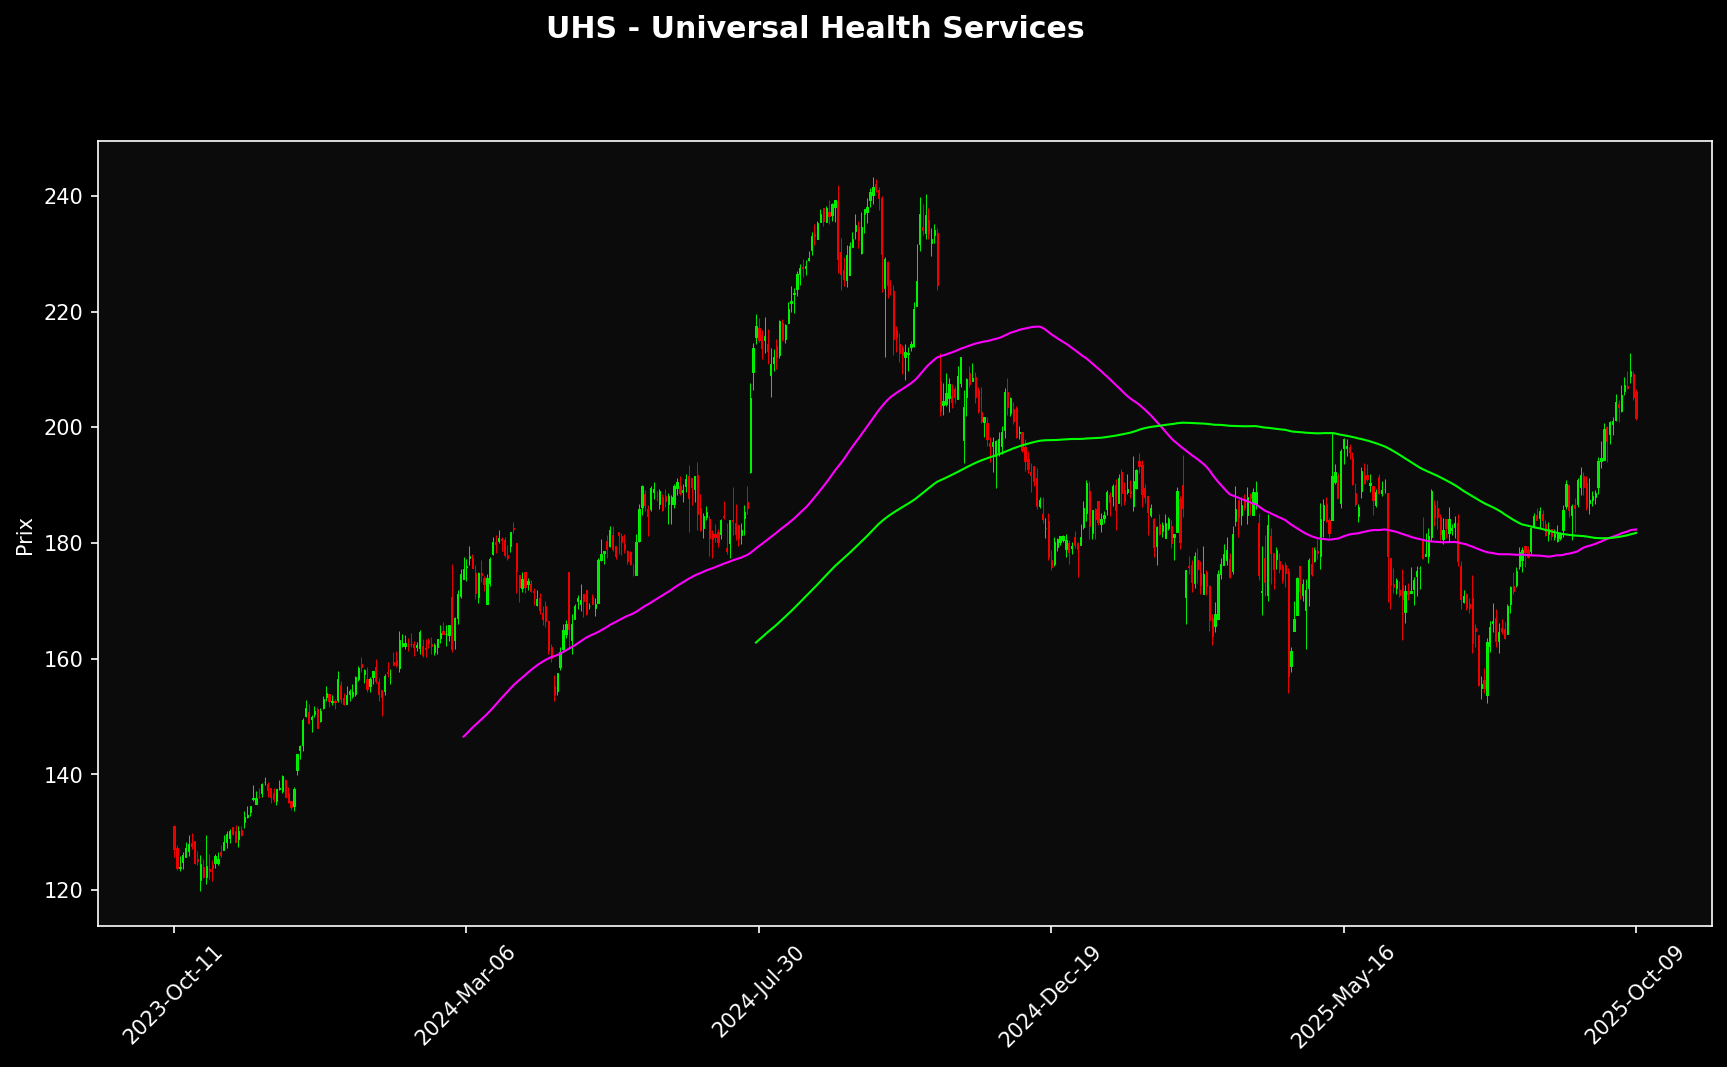 UHS - Universal Health Services
Prix
240
220
200
180
160
140
120
2023-Oct-11
2024-Mar-06
2024-Jul-30
2024-Dec-19
2025-May-16
2025-Oct-09